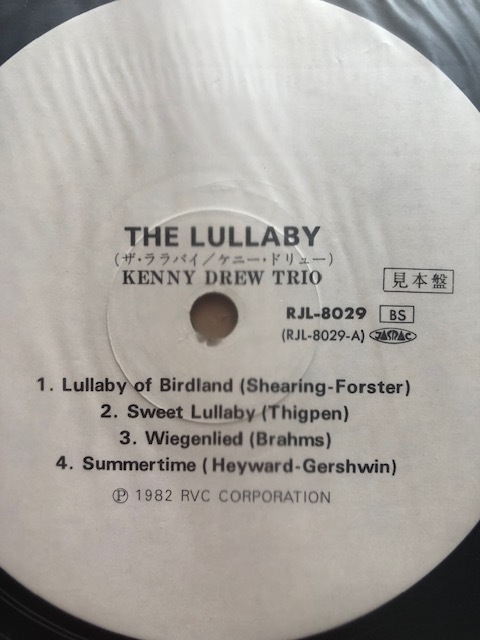 THE LULLABY
(ザ・ララバイ/ケニー・ドリュー)
KENNY DREW TRIO
見本盤
RJL-8029 BS
(RJL-8029-A) JASRAC
1. Lullaby of Birdland (Shearing-Forster)
2. Sweet Lullaby (Thigpen)
3. Wiegenlied (Brahms)
4. Summertime (Heyward-Gershwin)
Ⓟ 1982 RVC CORPORATION